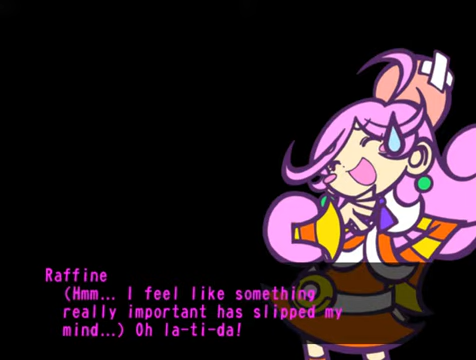 Raffine
(Hmm... I feel like something
really important has slipped my
mind...) Oh la-ti-da!